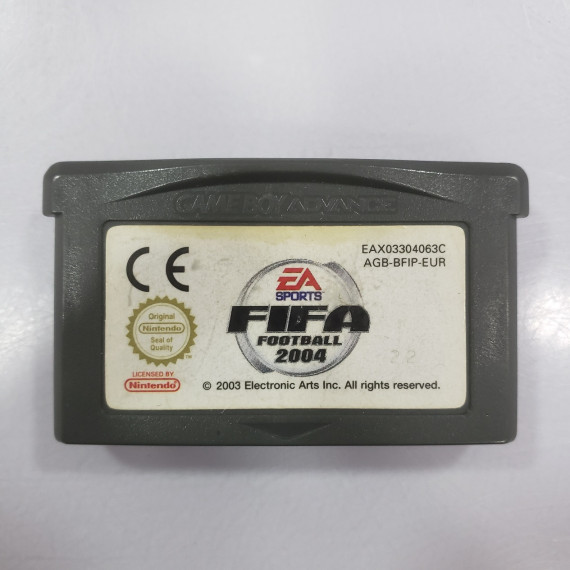 GAME BOY ADVANCE
CE
EAX03304063C
AGB-BFIP-EUR
EA
SPORTS
FIFA
FOOTBALL
2004
Original
Nintendo
Seal of
Quality
LICENSED BY
Nintendo
22
© 2003 Electronic Arts Inc. All rights reserved.